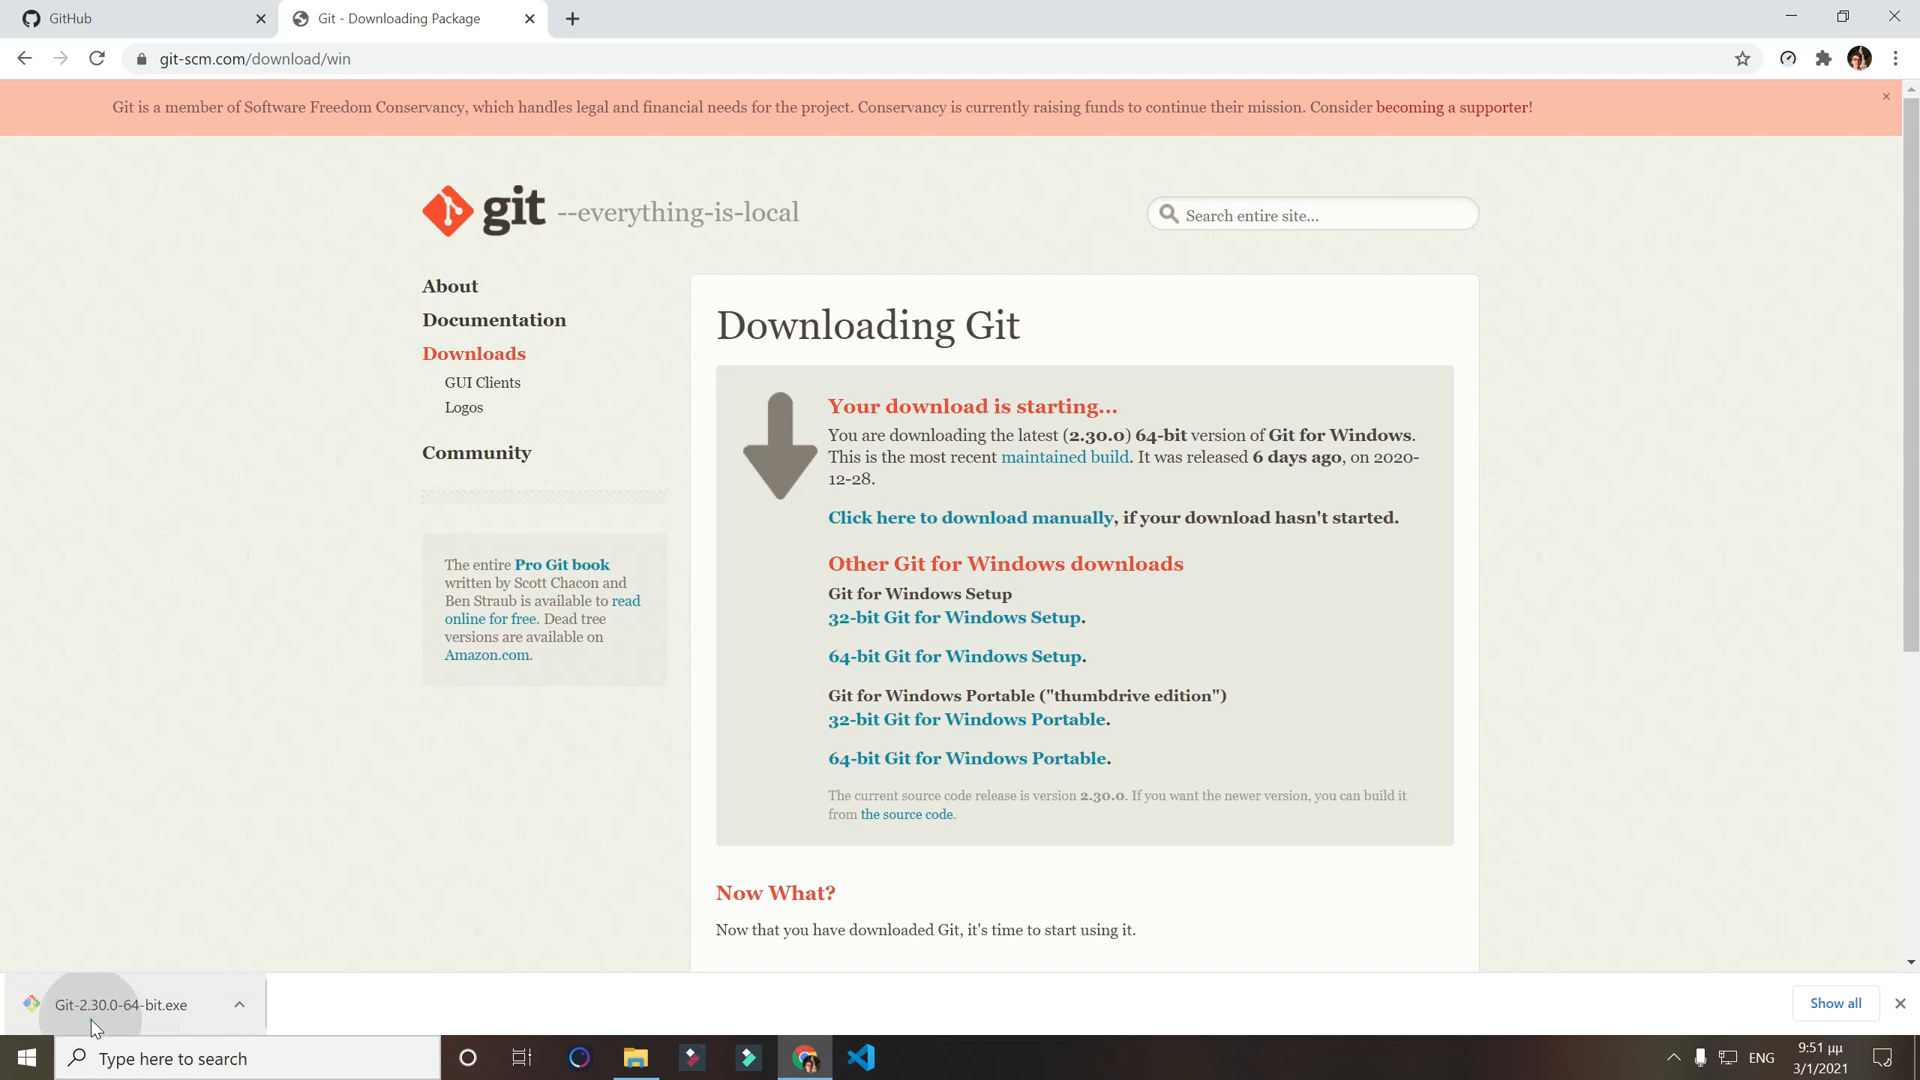 GitHub
Git - Downloading Package
git-scm.com/download/win
Git is a member of Software Freedom Conservancy, which handles legal and financial needs for the project. Conservancy is currently raising funds to continue their mission. Consider becoming a supporter!
git --everything-is-local
Search entire site...
About
Documentation
Downloads
GUI Clients
Logos
Community
The entire Pro Git book
written by Scott Chacon and
Ben Straub is available to read
online for free. Dead tree
versions are available on
Amazon.com.
Downloading Git
Your download is starting...
You are downloading the latest (2.30.0) 64-bit version of Git for Windows.
This is the most recent maintained build. It was released 6 days ago, on 2020-
12-28.
Click here to download manually, if your download hasn't started.
Other Git for Windows downloads
Git for Windows Setup
32-bit Git for Windows Setup.
64-bit Git for Windows Setup.
Git for Windows Portable ("thumbdrive edition")
32-bit Git for Windows Portable.
64-bit Git for Windows Portable.
The current source code release is version 2.30.0. If you want the newer version, you can build it
from the source code.
Now What?
Now that you have downloaded Git, it's time to start using it.
Git-2.30.0-64-bit.exe
Show all
Type here to search
ENG
9:51 μμ
3/1/2021